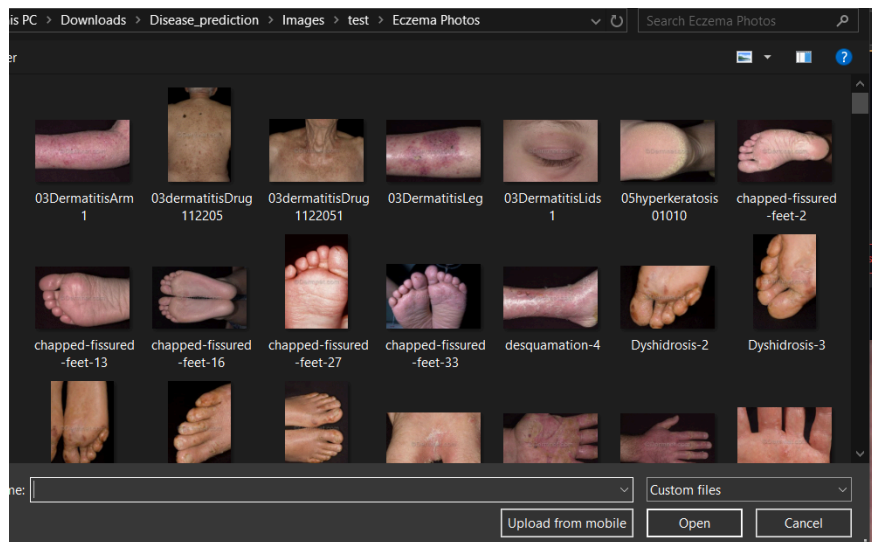 is PC > Downloads > Disease_prediction > Images > test > Eczema Photos
Search Eczema Photos
er
03DermatitisArm
1
03dermatitisDrug
112205
03dermatitisDrug
1122051
03DermatitisLeg
03DermatitisLids
1
05hyperkeratosis
01010
chapped-fissured
-feet-2
chapped-fissured
-feet-13
chapped-fissured
-feet-16
chapped-fissured
-feet-27
chapped-fissured
-feet-33
desquamation-4
Dyshidrosis-2
Dyshidrosis-3
me:
Custom files
Upload from mobile
Open
Cancel